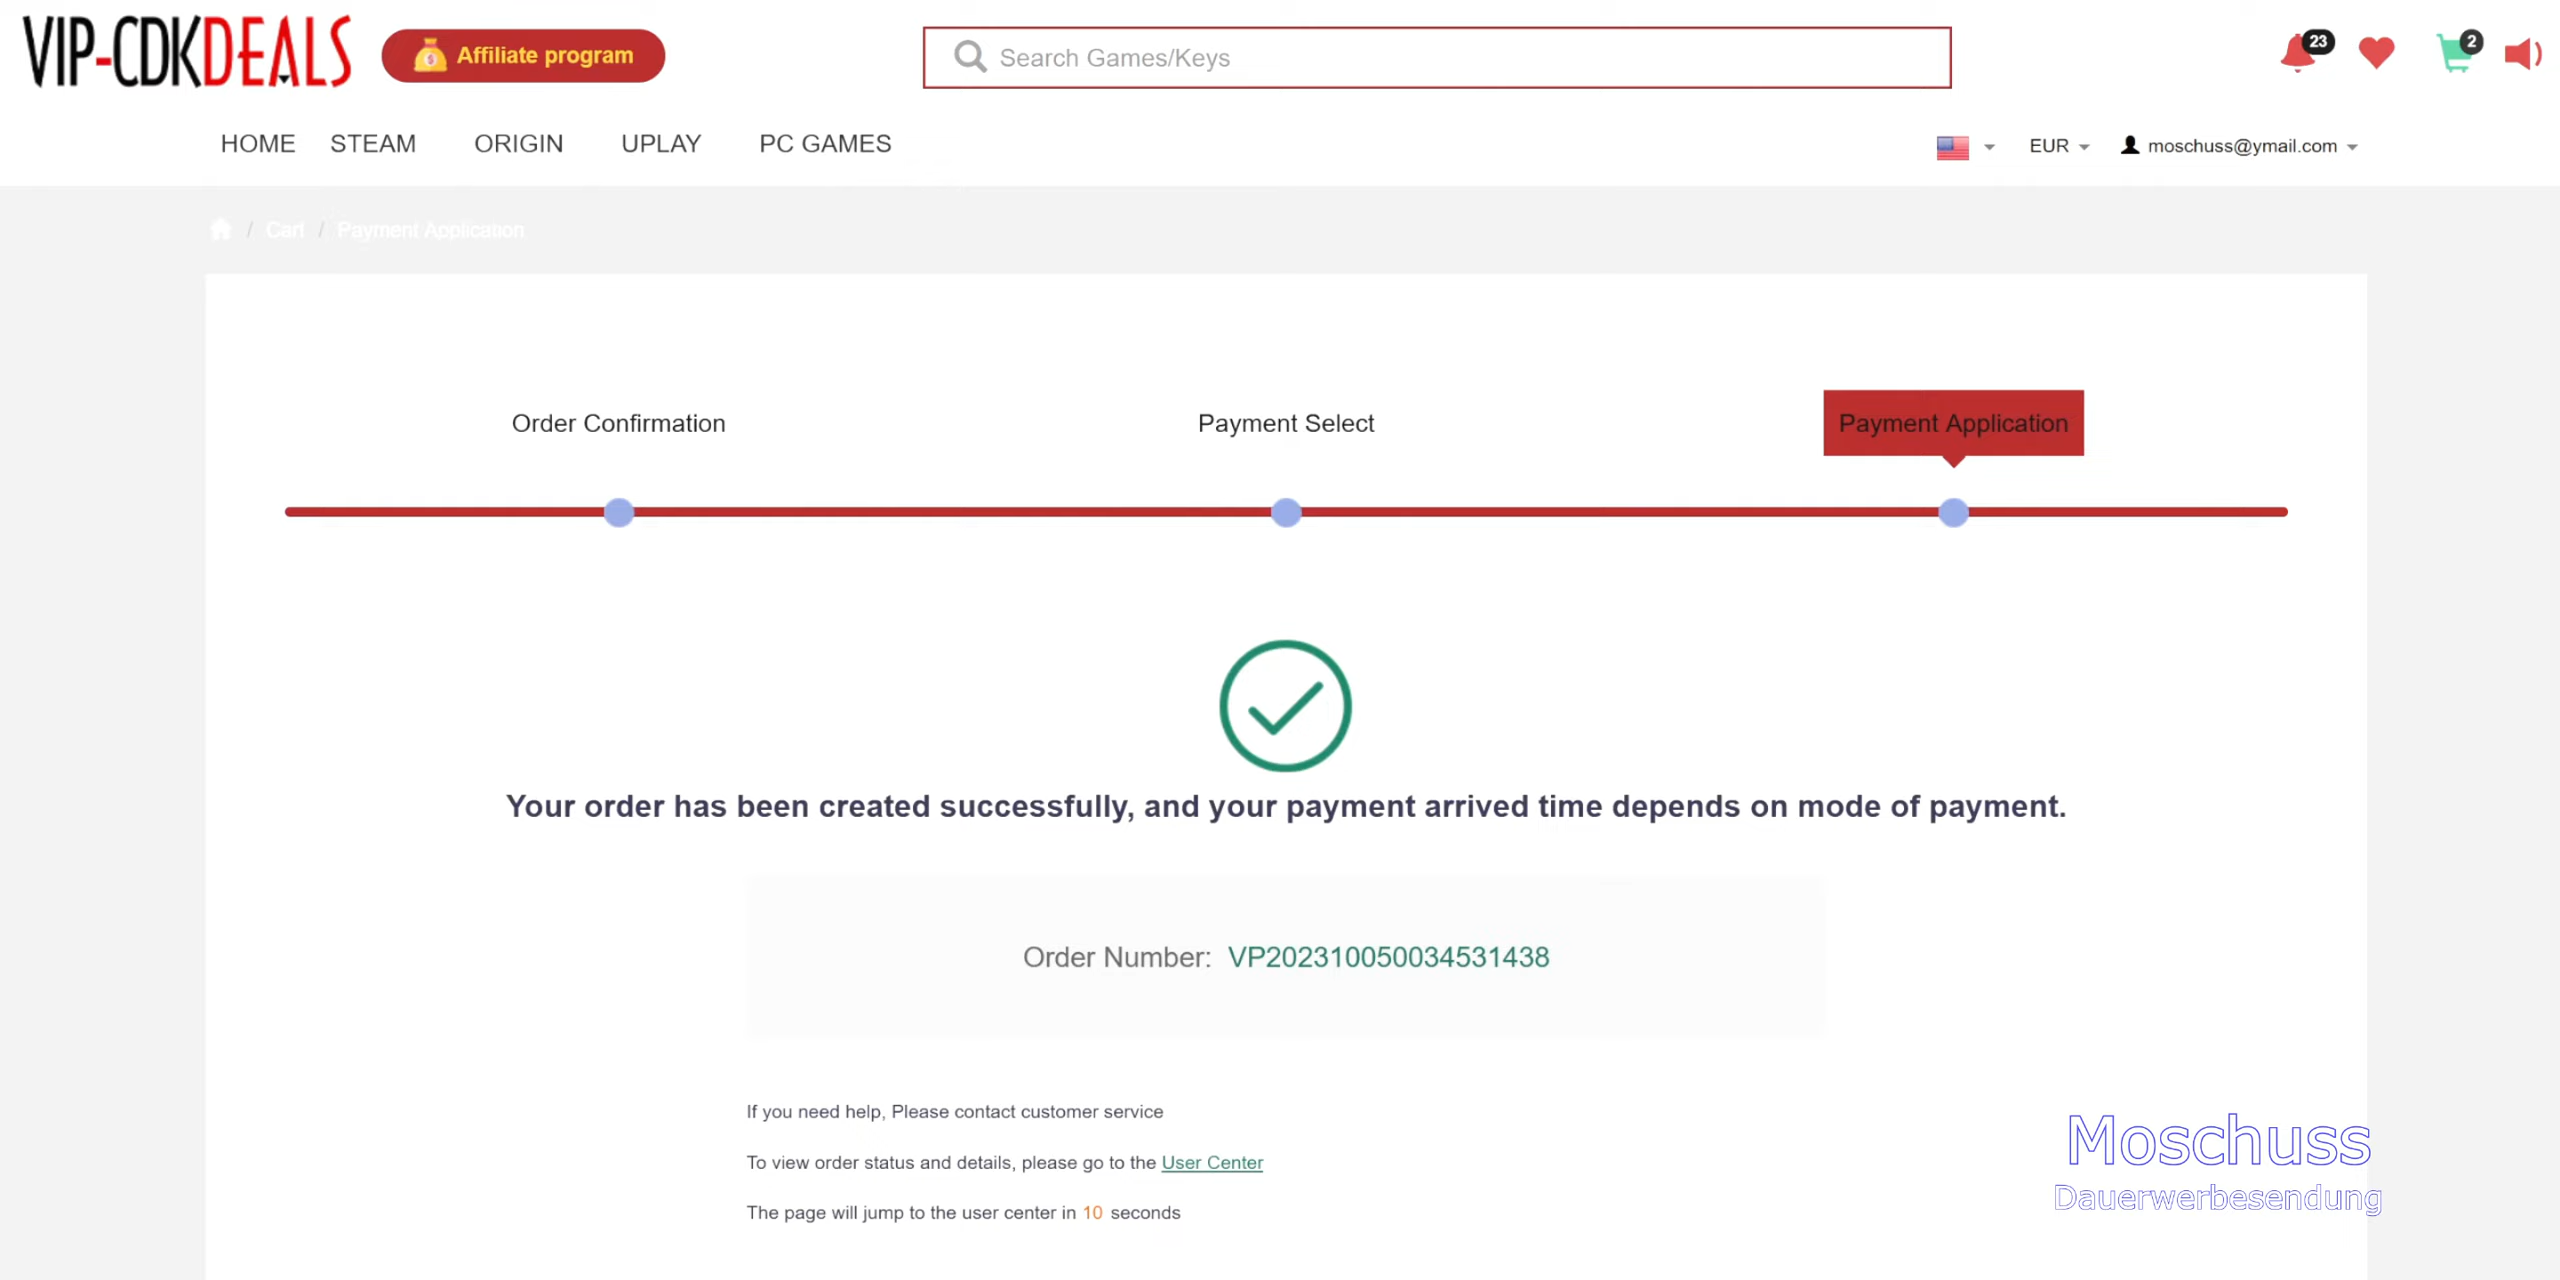 VIP-CDKDEALS
Affiliate program
Search Games/Keys
23
2
HOME STEAM ORIGIN UPLAY PC GAMES
EUR moschuss@ymail.com
/ Cart / Payment Application
Order Confirmation Payment Select Payment Application
Your order has been created successfully, and your payment arrived time depends on mode of payment.
Order Number: VP202310050034531438
If you need help, Please contact customer service
To view order status and details, please go to the User Center
The page will jump to the user center in 10 seconds
Moschuss
Dauerwerbesendung